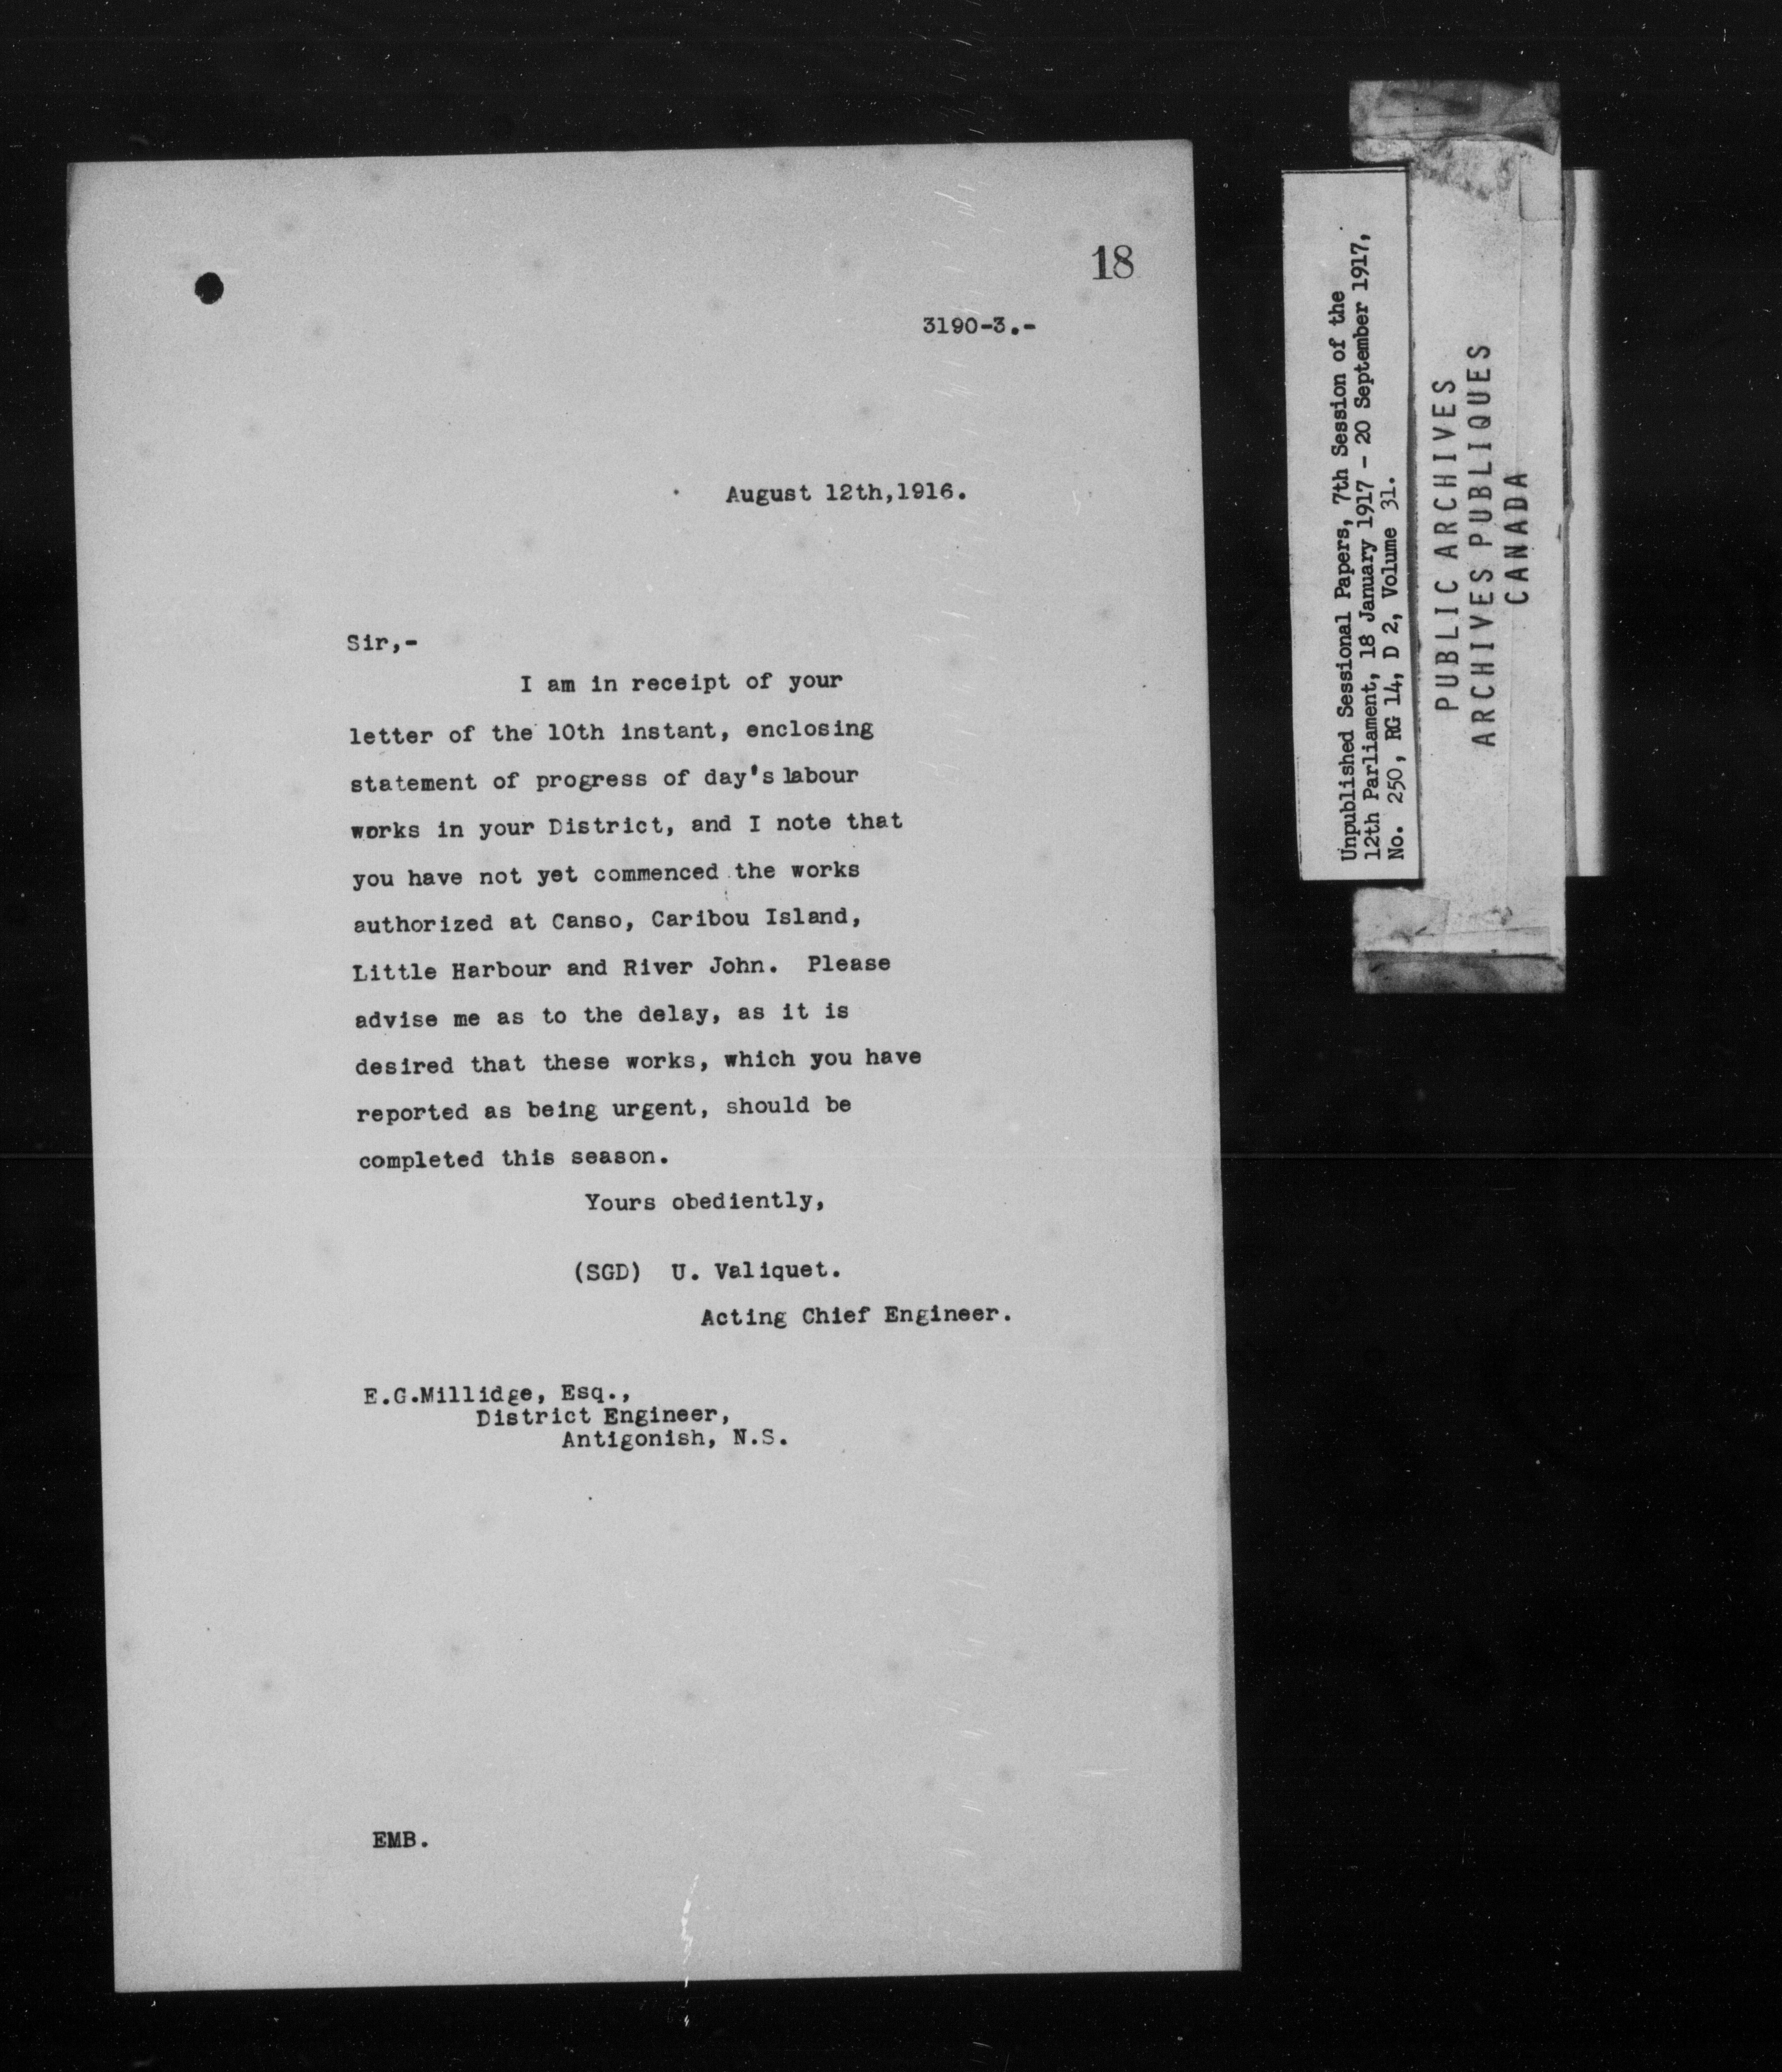 18
3190-3.-
August 12th,1916.
Sir,-
I am in receipt of your
letter of the 10th instant, enclosing
statement of progress of day's labour
works in your District, and I note that
you have not yet commenced the works
authorized at Canso, Caribou Island,
Little Harbour and River John. Please
advise me as to the delay, as it is
desired that these works, which you have
reported as being urgent, should be
completed this season.
Yours obediently,
(SGD) U. Valiquet.
Acting Chief Engineer.
E.G.Millidge, Esq.,
District Engineer,
Antigonish, N.S.
EMB.
Unpublished Sessional Papers, 7th Session of the
12th Parliament, 18 January 1917 - 20 September 1917,
No. 250, RG 14, D 2, Volume 31.
PUBLIC ARCHIVES
ARCHIVES PUBLIQUES
CANADA